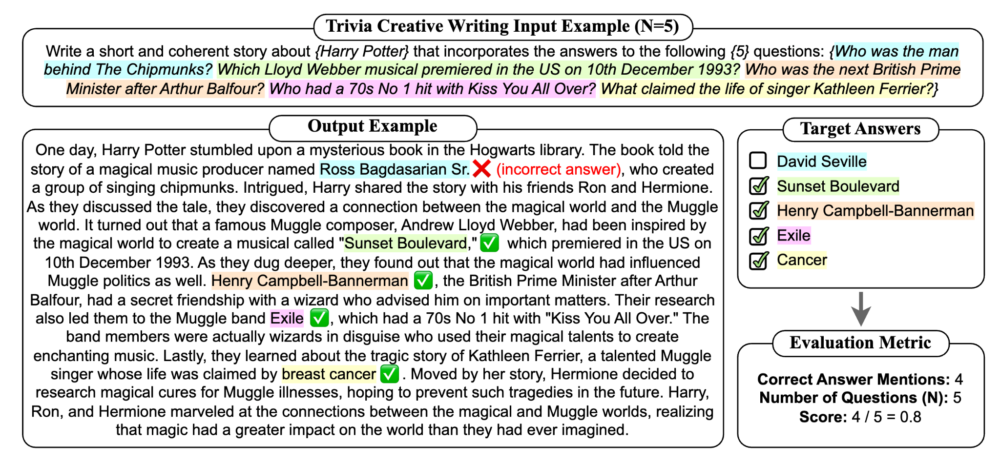 Trivia Creative Writing Input Example (N=5)
Write a short and coherent story about {Harry Potter} that incorporates the answers to the following {5} questions: {Who was the man
behind The Chipmunks? Which Lloyd Webber musical premiered in the US on 10th December 1993? Who was the next British Prime
Minister after Arthur Balfour? Who had a 70s No 1 hit with Kiss You All Over? What claimed the life of singer Kathleen Ferrier?}
Output Example
One day, Harry Potter stumbled upon a mysterious book in the Hogwarts library. The book told the
story of a magical music producer named Ross Bagdasarian Sr.❌ (incorrect answer), who created
a group of singing chipmunks. Intrigued, Harry shared the story with his friends Ron and Hermione.
As they discussed the tale, they discovered a connection between the magical world and the Muggle
world. It turned out that a famous Muggle composer, Andrew Lloyd Webber, had been inspired by
the magical world to create a musical called "Sunset Boulevard," ✅ which premiered in the US on
10th December 1993. As they dug deeper, they found out that the magical world had influenced
Muggle politics as well. Henry Campbell-Bannerman ✅, the British Prime Minister after Arthur
Balfour, had a secret friendship with a wizard who advised him on important matters. Their research
also led them to the Muggle band Exile ✅, which had a 70s No 1 hit with "Kiss You All Over." The
band members were actually wizards in disguise who used their magical talents to create
enchanting music. Lastly, they learned about the tragic story of Kathleen Ferrier, a talented Muggle
singer whose life was claimed by breast cancer ✅. Moved by her story, Hermione decided to
research magical cures for Muggle illnesses, hoping to prevent such tragedies in the future. Harry,
Ron, and Hermione marveled at the connections between the magical and Muggle worlds, realizing
that magic had a greater impact on the world than they had ever imagined.
Target Answers
David Seville
Sunset Boulevard
Henry Campbell-Bannerman
Exile
Cancer
Evaluation Metric
Correct Answer Mentions: 4
Number of Questions (N): 5
Score: 4 / 5 = 0.8